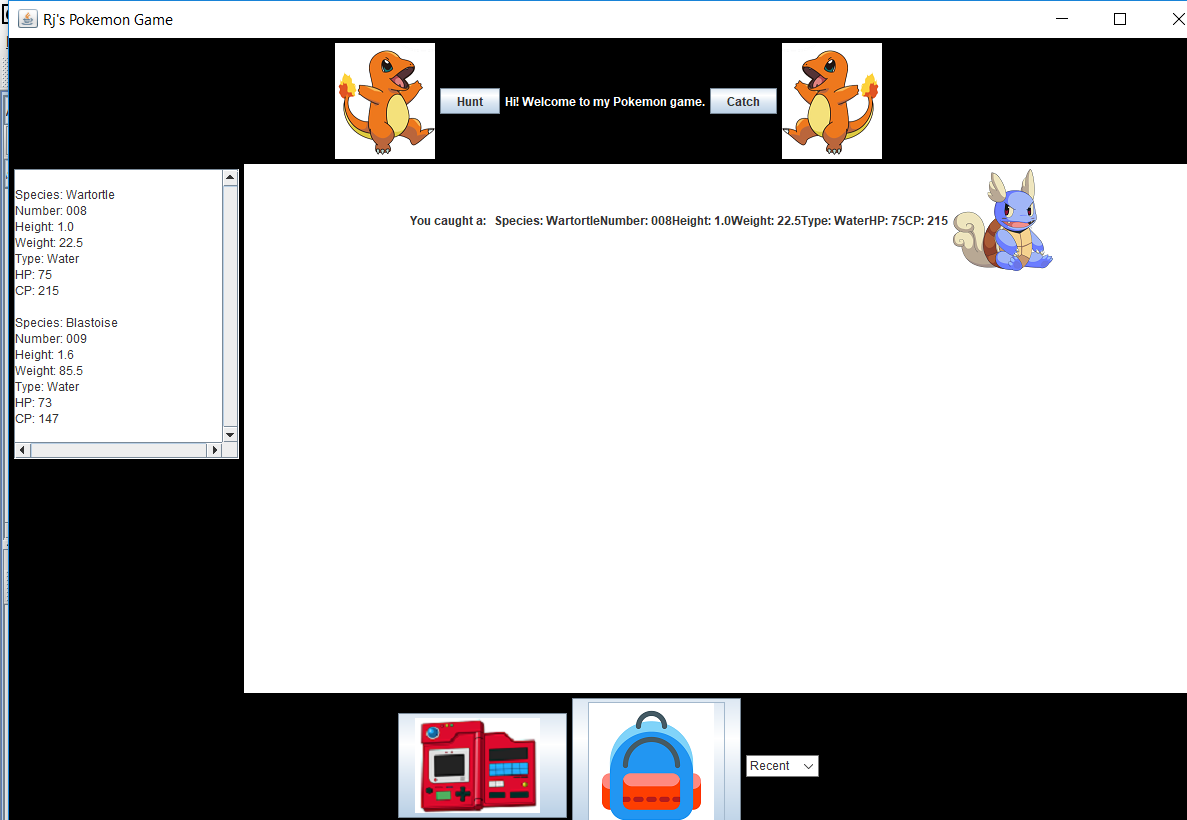 Rj's Pokemon Game
Hunt
Hi! Welcome to my Pokemon game.
Catch
Species: Wartortle
Number: 008
Height: 1.0
Weight: 22.5
Type: Water
HP: 75
CP: 215
Species: Blastoise
Number: 009
Height: 1.6
Weight: 85.5
Type: Water
HP: 73
CP: 147
You caught a: Species: WartortleNumber: 008Height: 1.0Weight: 22.5Type: WaterHP: 75CP: 215
Recent